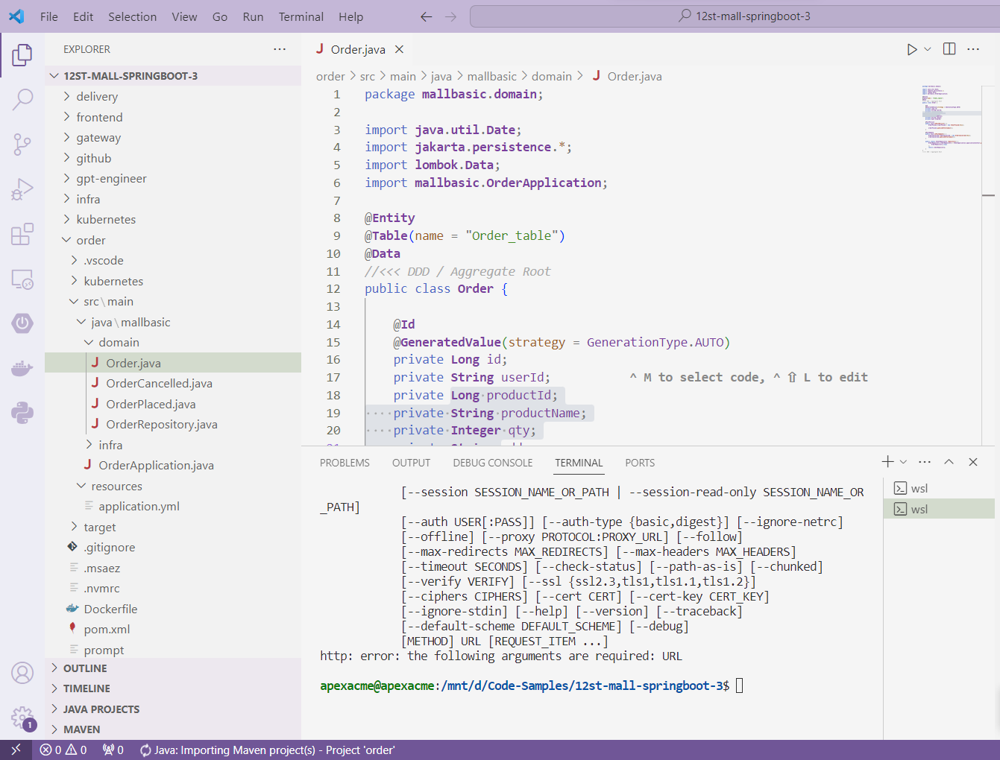 File Edit Selection View Go Run Terminal Help
12st-mall-springboot-3
EXPLORER
12ST-MALL-SPRINGBOOT-3
delivery
frontend
gateway
github
gpt-engineer
infra
kubernetes
order
.vscode
kubernetes
src\main
java\mallbasic
domain
Order.java
OrderCancelled.java
OrderPlaced.java
OrderRepository.java
infra
OrderApplication.java
resources
application.yml
target
.gitignore
.msaez
.nvmrc
Dockerfile
pom.xml
prompt
OUTLINE
TIMELINE
JAVA PROJECTS
MAVEN
1
J Order.java
order > src > main > java > mallbasic > domain > J Order.java
1 package mallbasic.domain;
2
3 import java.util.Date;
4 import jakarta.persistence.*;
5 import lombok.Data;
6 import mallbasic.OrderApplication;
7
8 @Entity
9 @Table(name = "Order_table")
10 @Data
11 //<<< DDD / Aggregate Root
12 public class Order {
13
14 @Id
15 @GeneratedValue(strategy = GenerationType.AUTO)
16 private Long id;
17 private String userId; ^ M to select code, ^ ⇧ L to edit
18 private Long productId;
19 private String productName;
20 private Integer qty;
PROBLEMS OUTPUT DEBUG CONSOLE TERMINAL PORTS
[--session SESSION_NAME_OR_PATH | --session-read-only SESSION_NAME_OR
_PATH]
[--auth USER[:PASS]] [--auth-type {basic,digest}] [--ignore-netrc]
[--offline] [--proxy PROTOCOL:PROXY_URL] [--follow]
[--max-redirects MAX_REDIRECTS] [--max-headers MAX_HEADERS]
[--timeout SECONDS] [--check-status] [--path-as-is] [--chunked]
[--verify VERIFY] [--ssl {ssl2.3,tls1,tls1.1,tls1.2}]
[--ciphers CIPHERS] [--cert CERT] [--cert-key CERT_KEY]
[--ignore-stdin] [--help] [--version] [--traceback]
[--default-scheme DEFAULT_SCHEME] [--debug]
[METHOD] URL [REQUEST_ITEM ...]
http: error: the following arguments are required: URL
apexacme@apexacme:/mnt/d/Code-Samples/12st-mall-springboot-3$
wsl
wsl
0 0 0 Java: Importing Maven project(s) - Project 'order'